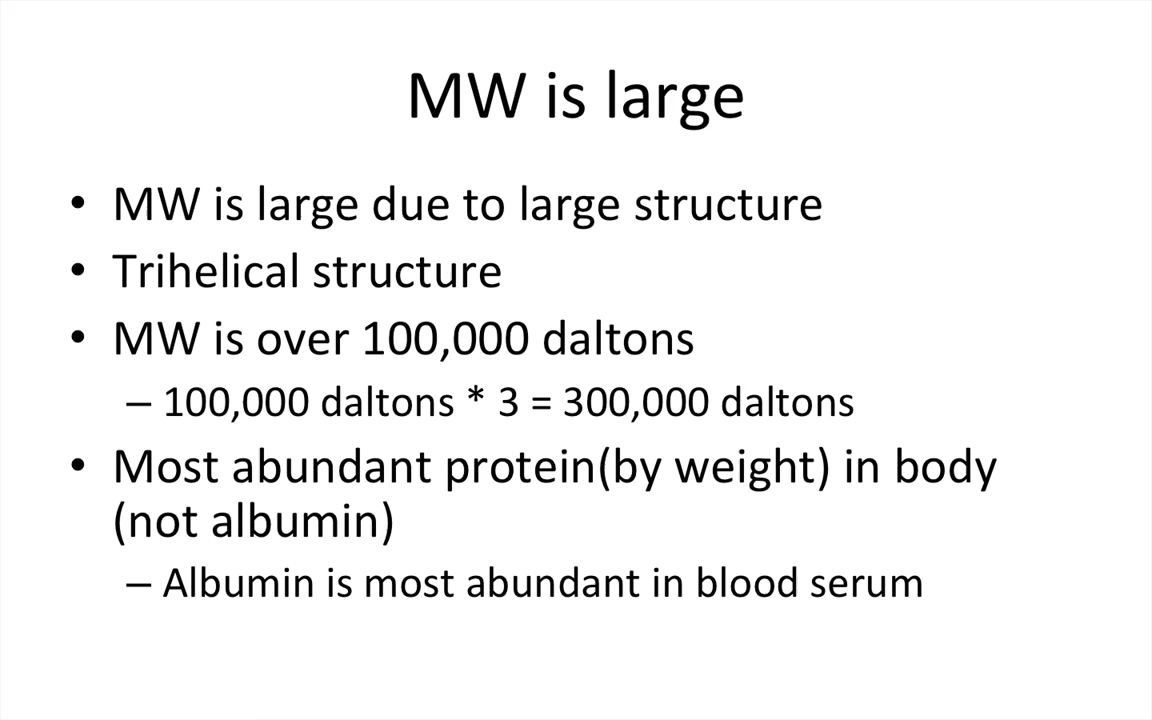 MW is large
• MW is large due to large structure
• Trihelical structure
• MW is over 100,000 daltons
– 100,000 daltons * 3 = 300,000 daltons
• Most abundant protein(by weight) in body
(not albumin)
– Albumin is most abundant in blood serum